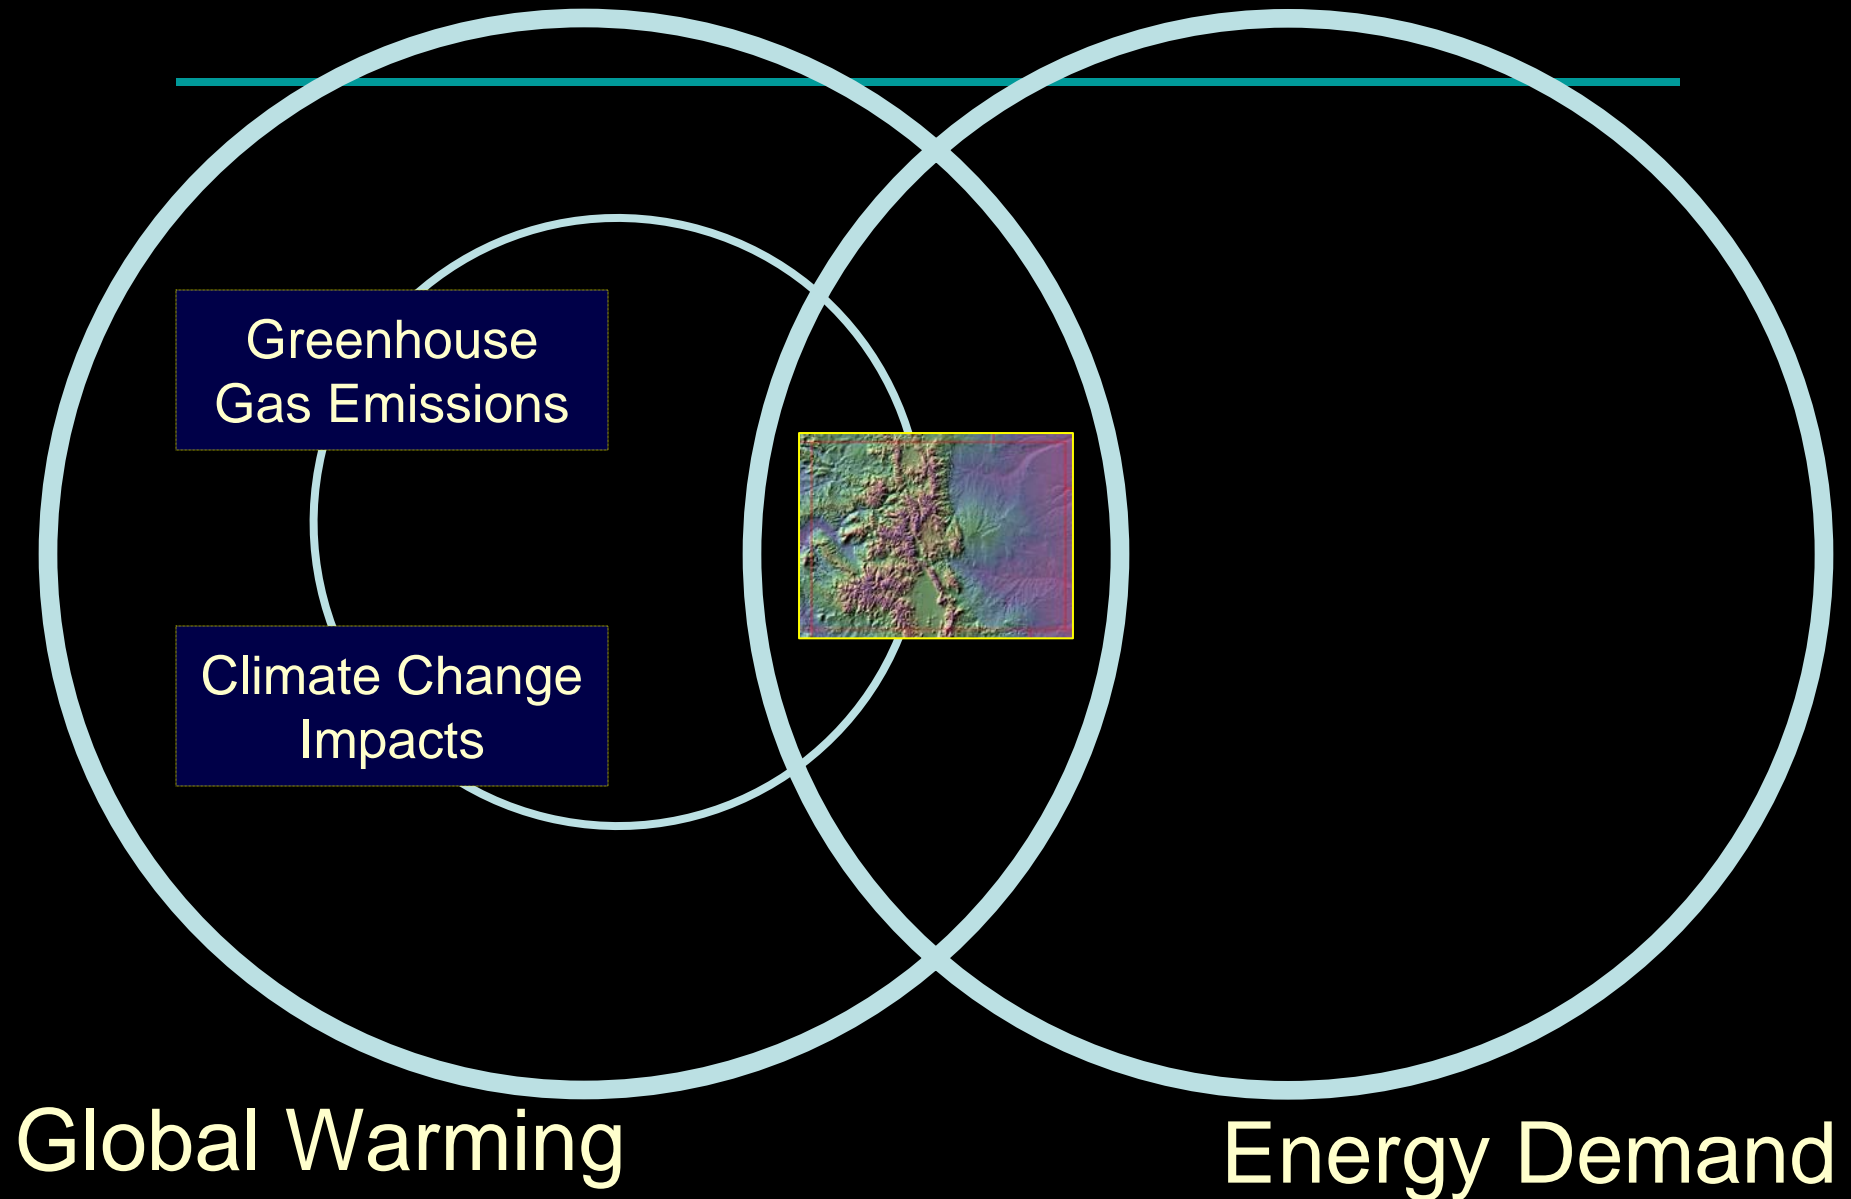 Greenhouse
Gas Emissions
Climate Change
Impacts
Global Warming
Energy Demand